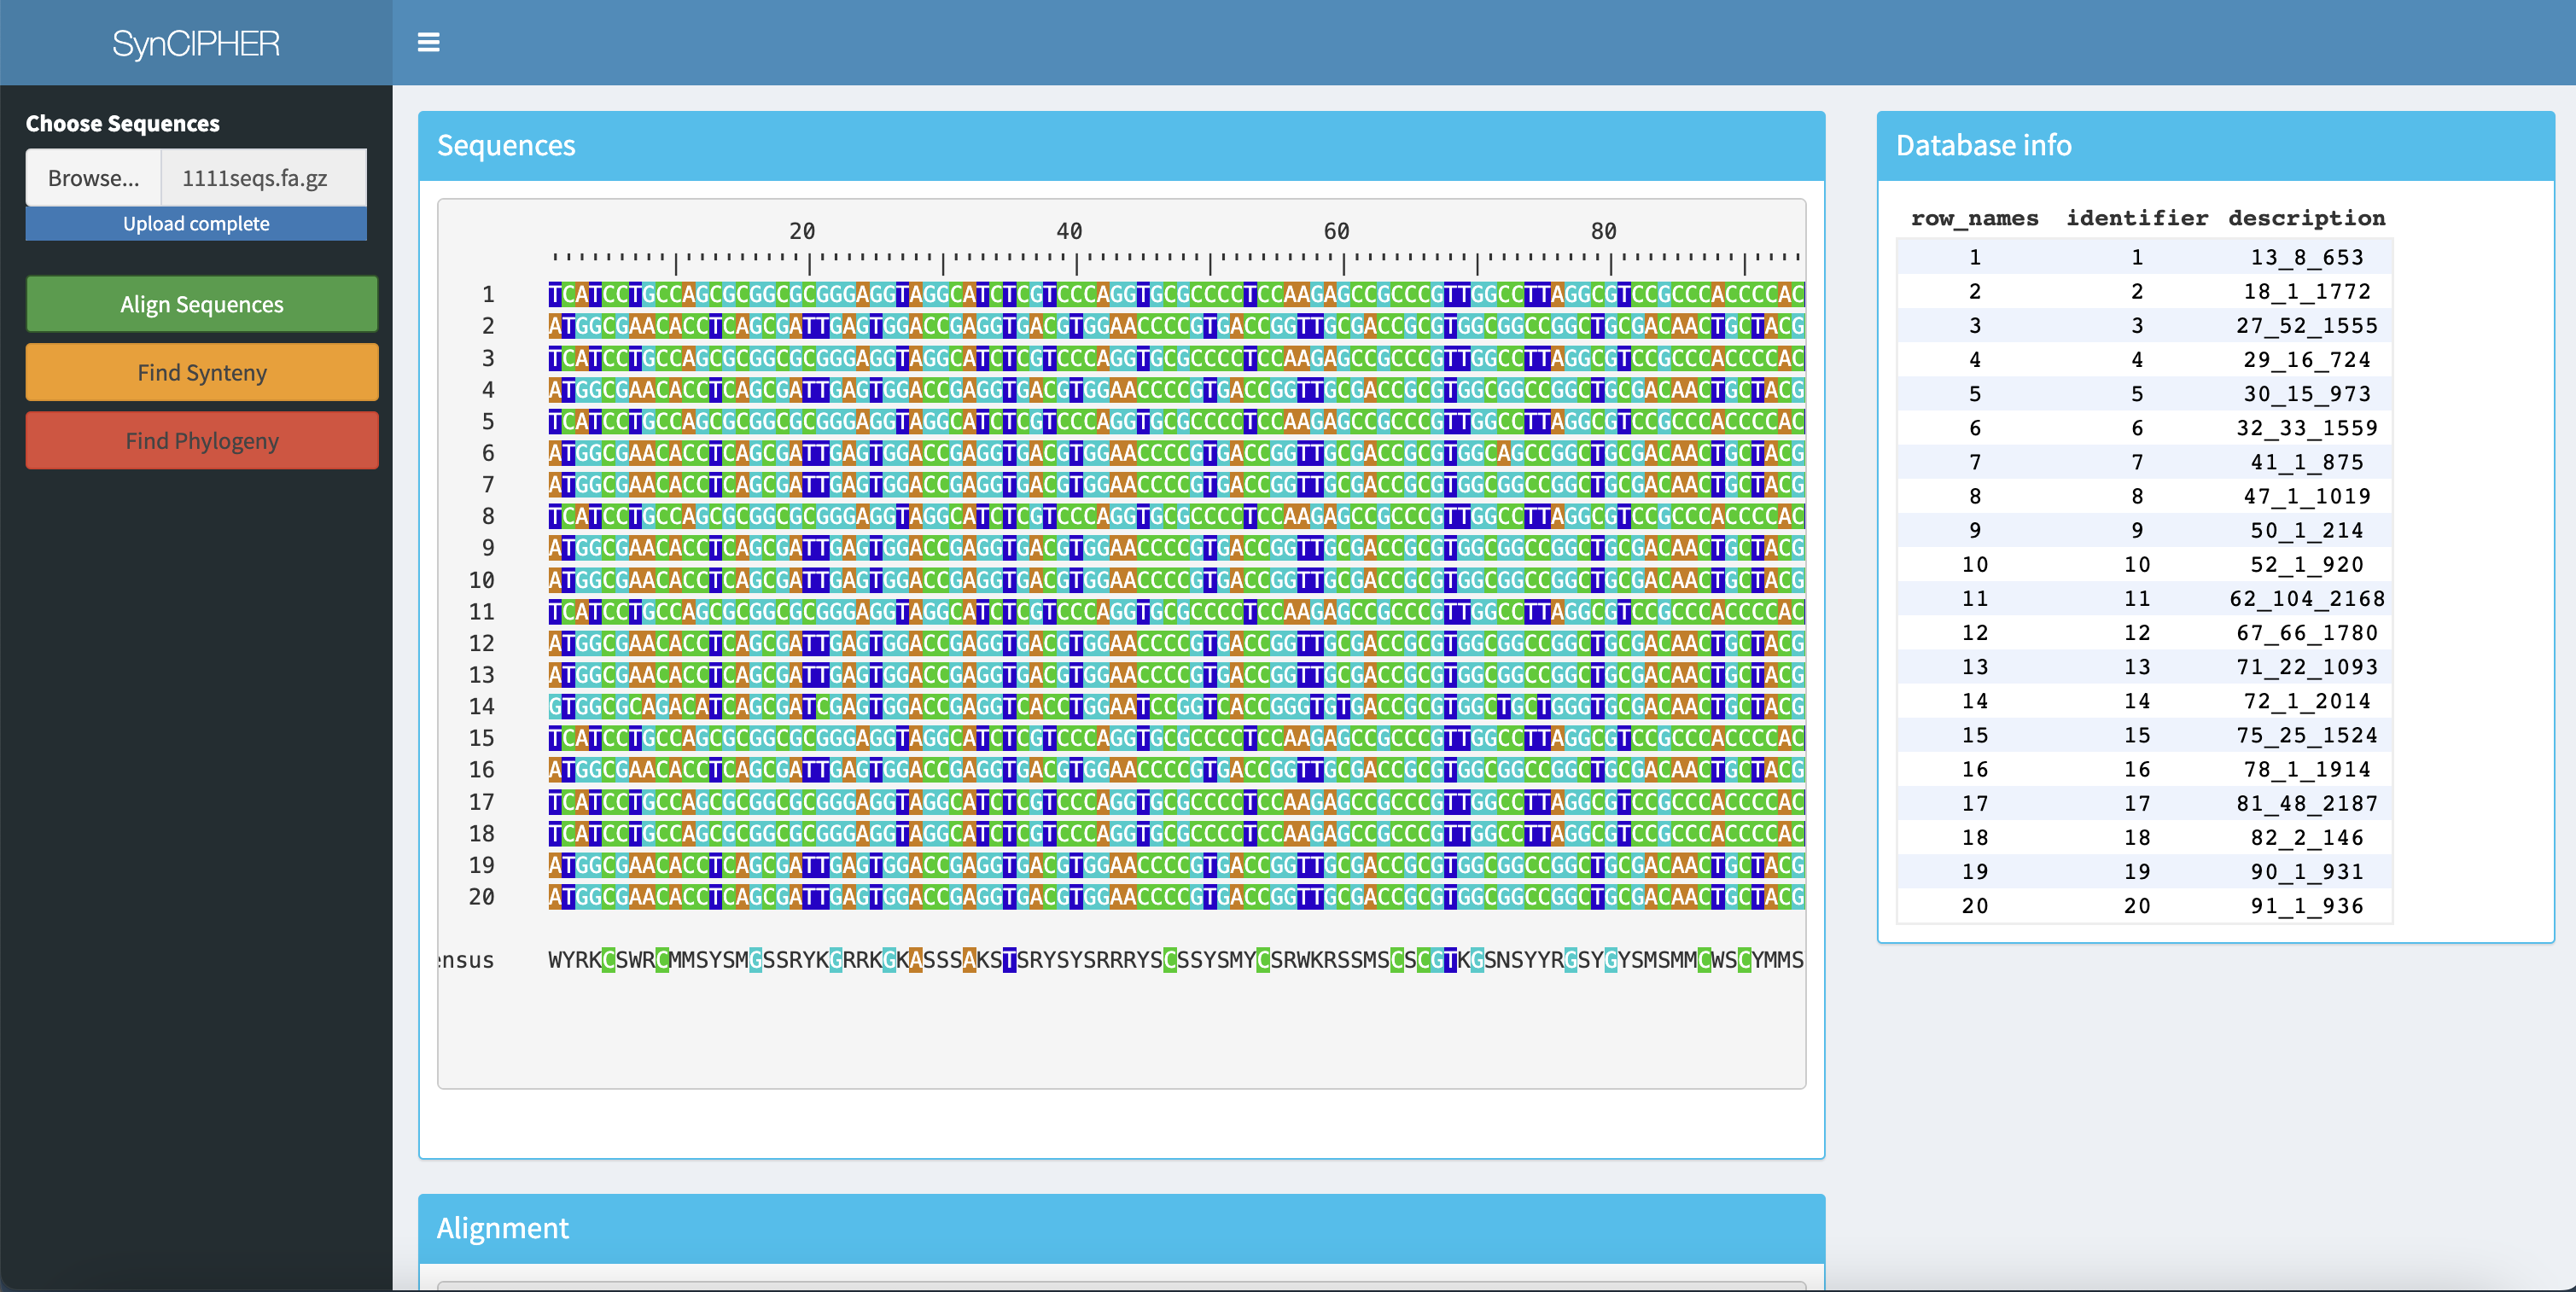 SynCIPHER
Choose Sequences
Browse... 1111seqs.fa.gz
Upload complete
Align Sequences
Find Synteny
Find Phylogeny
Sequences
20 40 60 80
1 TCATCCTGCCAGCGCGGCGCGGGAGGTAGGCATCTCGTCCCAGGTGCGCCCCTCCAAGAGCCGCCCGTTGGCCTTAGGCGTCCGCCCACCCCAC
2 ATGGCGAACACCTCAGCGATTGAGTGGACCGAGGTGACGTGGAACCCCGTGACCGGTTGCGACCGCGTGGCGGCCGGCTGCGACAACTGCTACG
3 TCATCCTGCCAGCGCGGCGCGGGAGGTAGGCATCTCGTCCCAGGTGCGCCCCTCCAAGAGCCGCCCGTTGGCCTTAGGCGTCCGCCCACCCCAC
4 ATGGCGAACACCTCAGCGATTGAGTGGACCGAGGTGACGTGGAACCCCGTGACCGGTTGCGACCGCGTGGCGGCCGGCTGCGACAACTGCTACG
5 TCATCCTGCCAGCGCGGCGCGGGAGGTAGGCATCTCGTCCCAGGTGCGCCCCTCCAAGAGCCGCCCGTTGGCCTTAGGCGTCCGCCCACCCCAC
6 ATGGCGAACACCTCAGCGATTGAGTGGACCGAGGTGACGTGGAACCCCGTGACCGGTTGCGACCGCGTGGCAGCCGGCTGCGACAACTGCTACG
7 ATGGCGAACACCTCAGCGATTGAGTGGACCGAGGTGACGTGGAACCCCGTGACCGGTTGCGACCGCGTGGCGGCCGGCTGCGACAACTGCTACG
8 TCATCCTGCCAGCGCGGCGCGGGAGGTAGGCATCTCGTCCCAGGTGCGCCCCTCCAAGAGCCGCCCGTTGGCCTTAGGCGTCCGCCCACCCCAC
9 ATGGCGAACACCTCAGCGATTGAGTGGACCGAGGTGACGTGGAACCCCGTGACCGGTTGCGACCGCGTGGCGGCCGGCTGCGACAACTGCTACG
10 ATGGCGAACACCTCAGCGATTGAGTGGACCGAGGTGACGTGGAACCCCGTGACCGGTTGCGACCGCGTGGCGGCCGGCTGCGACAACTGCTACG
11 TCATCCTGCCAGCGCGGCGCGGGAGGTAGGCATCTCGTCCCAGGTGCGCCCCTCCAAGAGCCGCCCGTTGGCCTTAGGCGTCCGCCCACCCCAC
12 ATGGCGAACACCTCAGCGATTGAGTGGACCGAGGTGACGTGGAACCCCGTGACCGGTTGCGACCGCGTGGCGGCCGGCTGCGACAACTGCTACG
13 ATGGCGAACACCTCAGCGATTGAGTGGACCGAGGTGACGTGGAACCCCGTGACCGGTTGCGACCGCGTGGCGGCCGGCTGCGACAACTGCTACG
14 GTGGCGCAGACATCAGCGATCGAGTGGACCGAGGTCACCTGGAATCCGGTCACCGGGTGTGACCGCGTGGCTGCTGGGTGCGACAACTGCTACG
15 TCATCCTGCCAGCGCGGCGCGGGAGGTAGGCATCTCGTCCCAGGTGCGCCCCTCCAAGAGCCGCCCGTTGGCCTTAGGCGTCCGCCCACCCCAC
16 ATGGCGAACACCTCAGCGATTGAGTGGACCGAGGTGACGTGGAACCCCGTGACCGGTTGCGACCGCGTGGCGGCCGGCTGCGACAACTGCTACG
17 TCATCCTGCCAGCGCGGCGCGGGAGGTAGGCATCTCGTCCCAGGTGCGCCCCTCCAAGAGCCGCCCGTTGGCCTTAGGCGTCCGCCCACCCCAC
18 TCATCCTGCCAGCGCGGCGCGGGAGGTAGGCATCTCGTCCCAGGTGCGCCCCTCCAAGAGCCGCCCGTTGGCCTTAGGCGTCCGCCCACCCCAC
19 ATGGCGAACACCTCAGCGATTGAGTGGACCGAGGTGACGTGGAACCCCGTGACCGGTTGCGACCGCGTGGCGGCCGGCTGCGACAACTGCTACG
20 ATGGCGAACACCTCAGCGATTGAGTGGACCGAGGTGACGTGGAACCCCGTGACCGGTTGCGACCGCGTGGCGGCCGGCTGCGACAACTGCTACG
ensus WYRKCSWRCMMSYSMGSSRYKGRRKGKASSSAKSTSRYSYSRRRYSCSSYSMYCSRWKRSSMSCSCGTKGSNSYYRGSYGYSMSMMCWSCYMMS
Alignment
Database info
row_names identifier description
1 1 13_8_653
2 2 18_1_1772
3 3 27_52_1555
4 4 29_16_724
5 5 30_15_973
6 6 32_33_1559
7 7 41_1_875
8 8 47_1_1019
9 9 50_1_214
10 10 52_1_920
11 11 62_104_2168
12 12 67_66_1780
13 13 71_22_1093
14 14 72_1_2014
15 15 75_25_1524
16 16 78_1_1914
17 17 81_48_2187
18 18 82_2_146
19 19 90_1_931
20 20 91_1_936